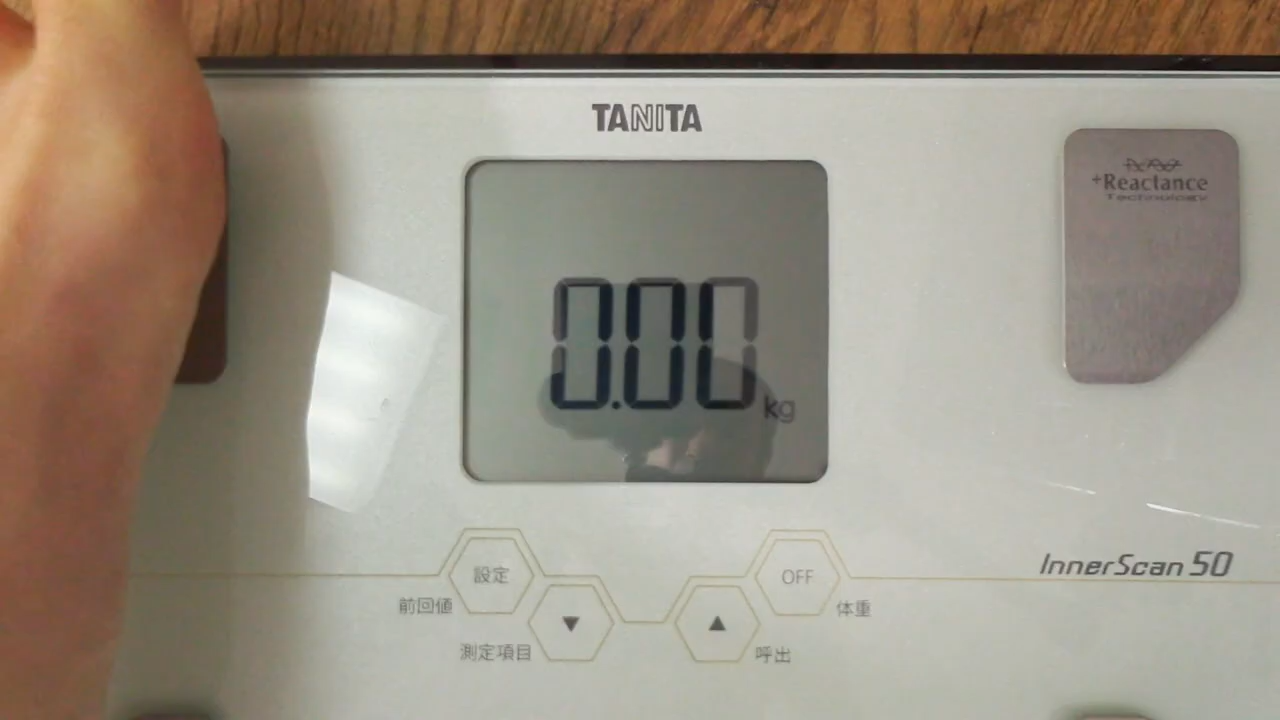 TANITA
+Reactance
Technology
0.00
kg
InnerScan 50
設定
OFF
前回値
体重
▼
▲
測定項目
呼出